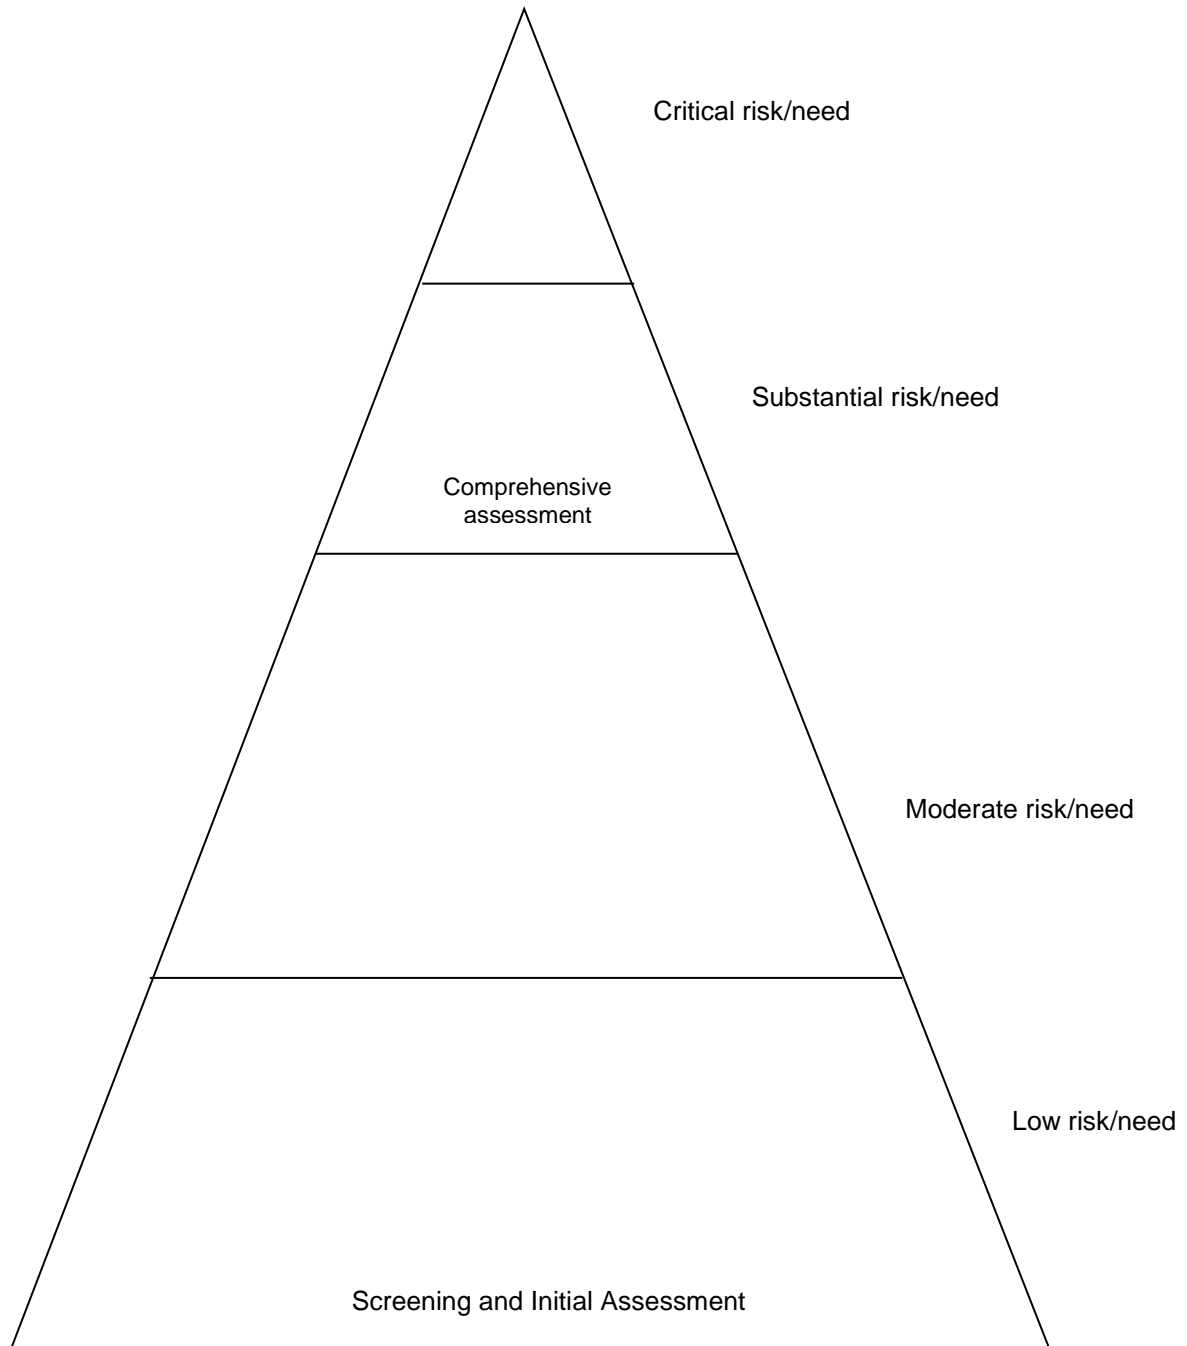 Critical risk/need
Substantial risk/need
Comprehensive
assessment
Moderate risk/need
Low risk/need
Screening and Initial Assessment